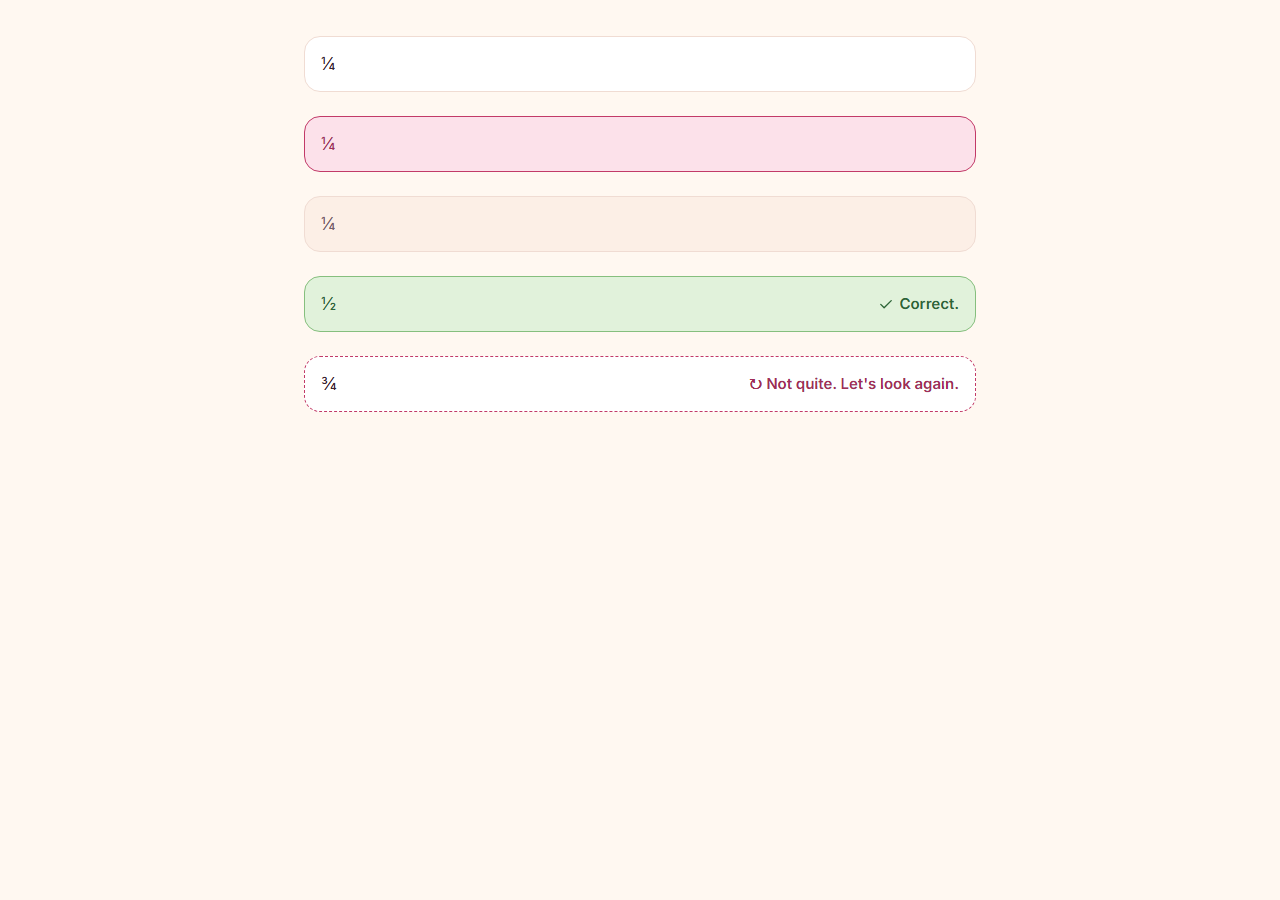 ¼
¼
¼
½ ✓ Correct.
¾ ↻ Not quite. Let's look again.